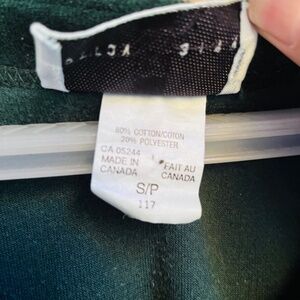 80% COTTON/COTON
20% POLYESTER
CA 05244
MADE IN CANADA
FAIT AU CANADA
S/P
117